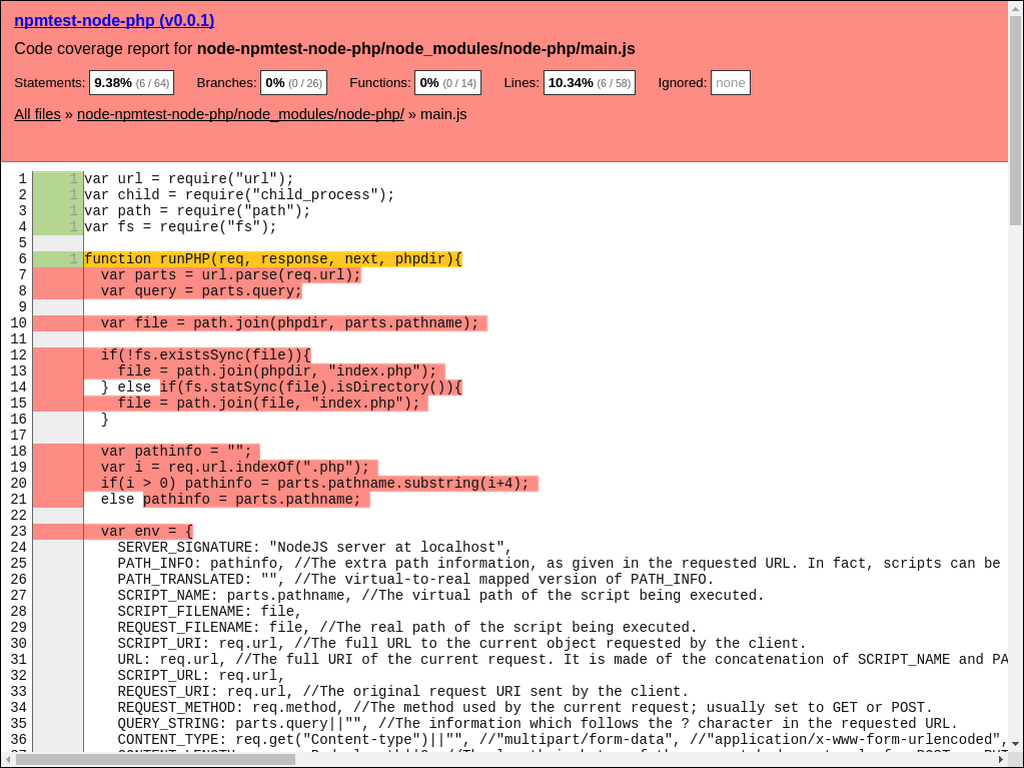 npmtest-node-php (v0.0.1)
Code coverage report for node-npmtest-node-php/node_modules/node-php/main.js
Statements: 9.38% (6 / 64) Branches: 0% (0 / 26) Functions: 0% (0 / 14) Lines: 10.34% (6 / 58) Ignored: none
All files » node-npmtest-node-php/node_modules/node-php/ » main.js
1 1 var url = require("url");
2 1 var child = require("child_process");
3 1 var path = require("path");
4 1 var fs = require("fs");
5
6 1 function runPHP(req, response, next, phpdir){
7 var parts = url.parse(req.url);
8 var query = parts.query;
9
10 var file = path.join(phpdir, parts.pathname);
11
12 if(!fs.existsSync(file)){
13 file = path.join(phpdir, "index.php");
14 } else if(fs.statSync(file).isDirectory()){
15 file = path.join(file, "index.php");
16 }
17
18 var pathinfo = "";
19 var i = req.url.indexOf(".php");
20 if(i > 0) pathinfo = parts.pathname.substring(i+4);
21 else pathinfo = parts.pathname;
22
23 var env = {
24 SERVER_SIGNATURE: "NodeJS server at localhost",
25 PATH_INFO: pathinfo, //The extra path information, as given in the requested URL. In fact, scripts can be
26 PATH_TRANSLATED: "", //The virtual-to-real mapped version of PATH_INFO.
27 SCRIPT_NAME: parts.pathname, //The virtual path of the script being executed.
28 SCRIPT_FILENAME: file,
29 REQUEST_FILENAME: file, //The real path of the script being executed.
30 SCRIPT_URI: req.url, //The full URL to the current object requested by the client.
31 URL: req.url, //The full URI of the current request. It is made of the concatenation of SCRIPT_NAME and PA
32 SCRIPT_URL: req.url,
33 REQUEST_URI: req.url, //The original request URI sent by the client.
34 REQUEST_METHOD: req.method, //The method used by the current request; usually set to GET or POST.
35 QUERY_STRING: parts.query||"", //The information which follows the ? character in the requested URL.
36 CONTENT_TYPE: req.get("Content-type")||"", //"multipart/form-data", //"application/x-www-form-urlencoded",